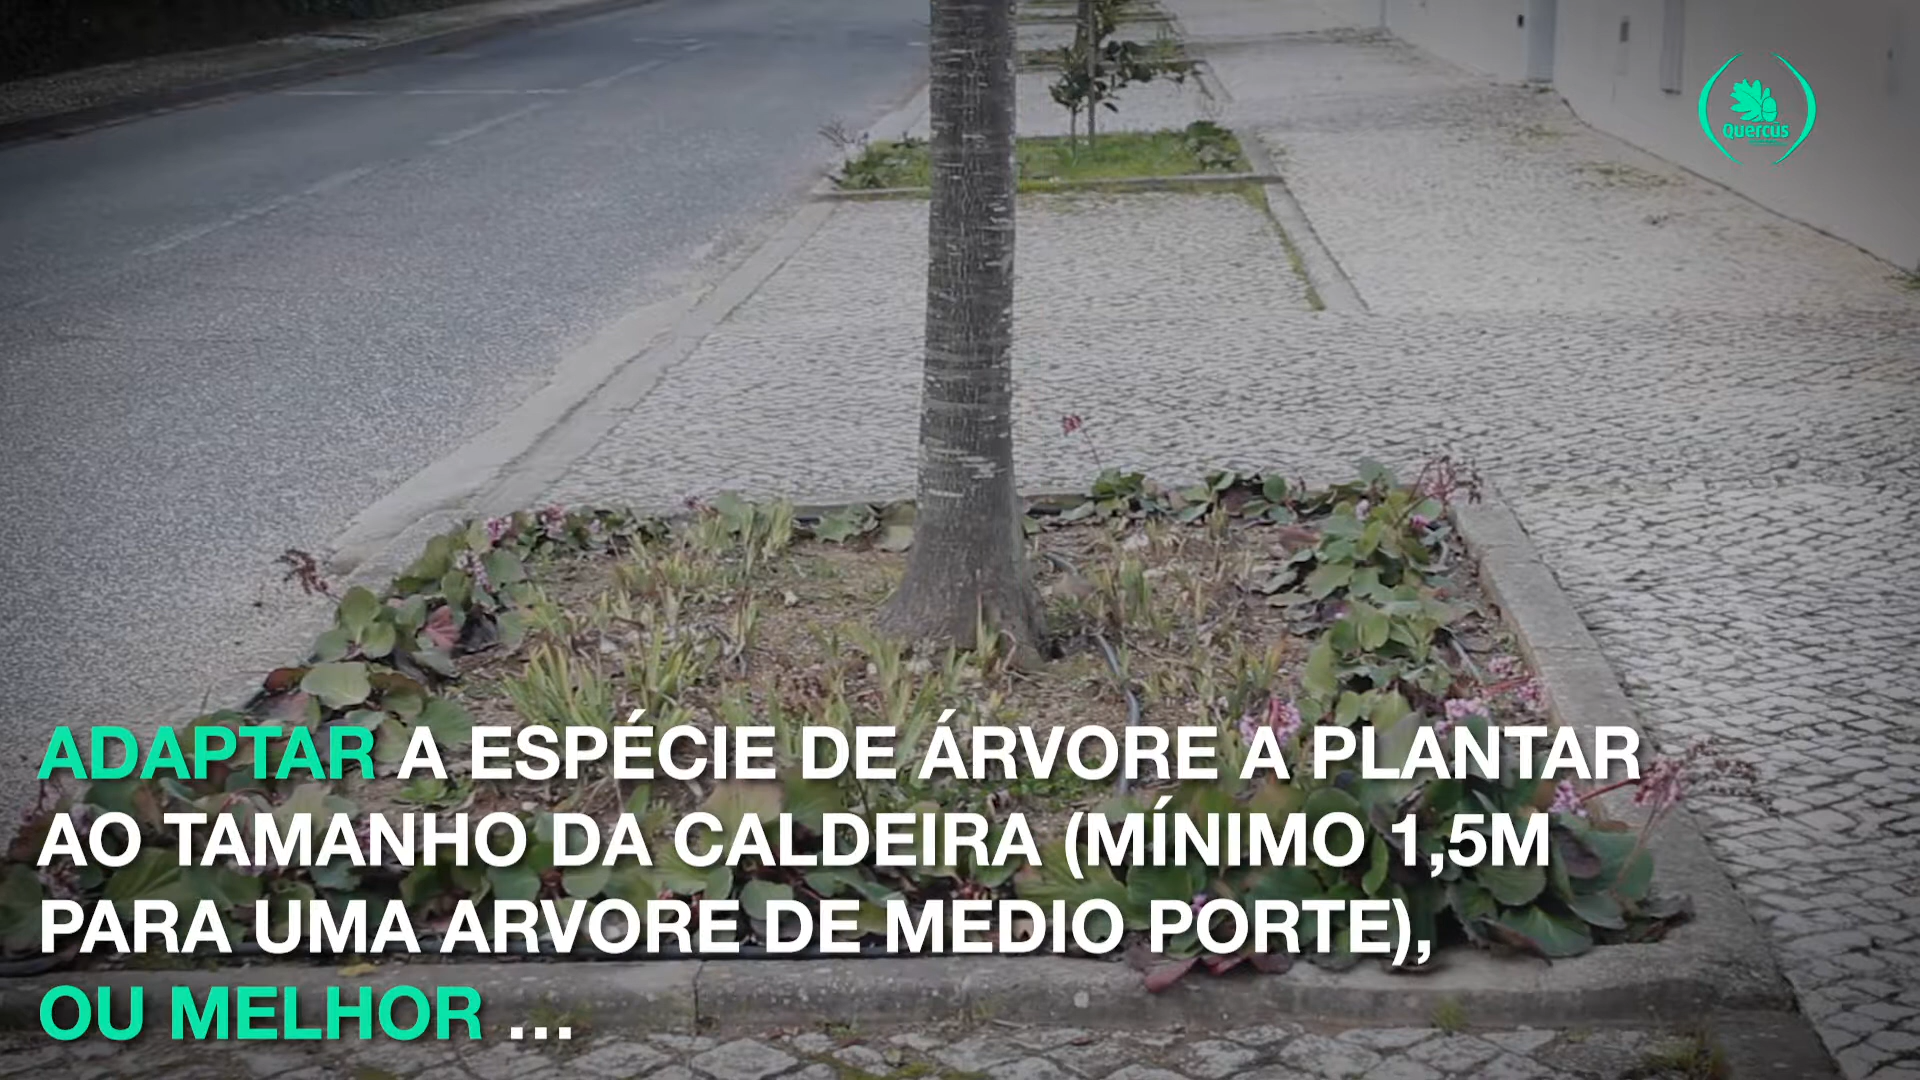 Quercus
ADAPTAR A ESPÉCIE DE ÁRVORE A PLANTAR
AO TAMANHO DA CALDEIRA (MÍNIMO 1,5M
PARA UMA ARVORE DE MEDIO PORTE),
OU MELHOR ...